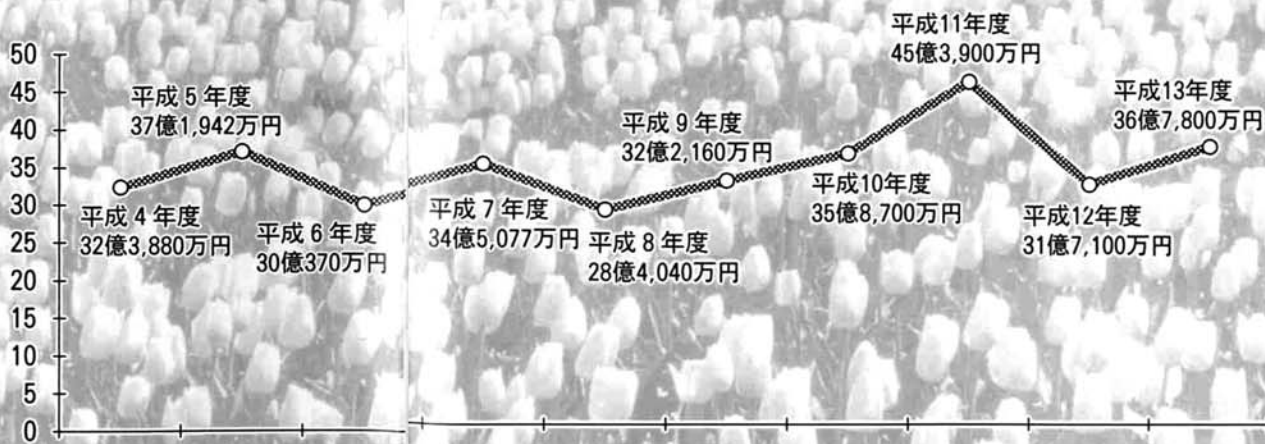 50
45
40
35
30
25
20
15
10
5
0
平成4年度
32億3,880万円
平成5年度
37億1,942万円
平成6年度
30億370万円
平成7年度
34億5,077万円
平成8年度
28億4,040万円
平成9年度
32億2,160万円
平成10年度
35億8,700万円
平成11年度
45億3,900万円
平成12年度
31億7,100万円
平成13年度
36億7,800万円